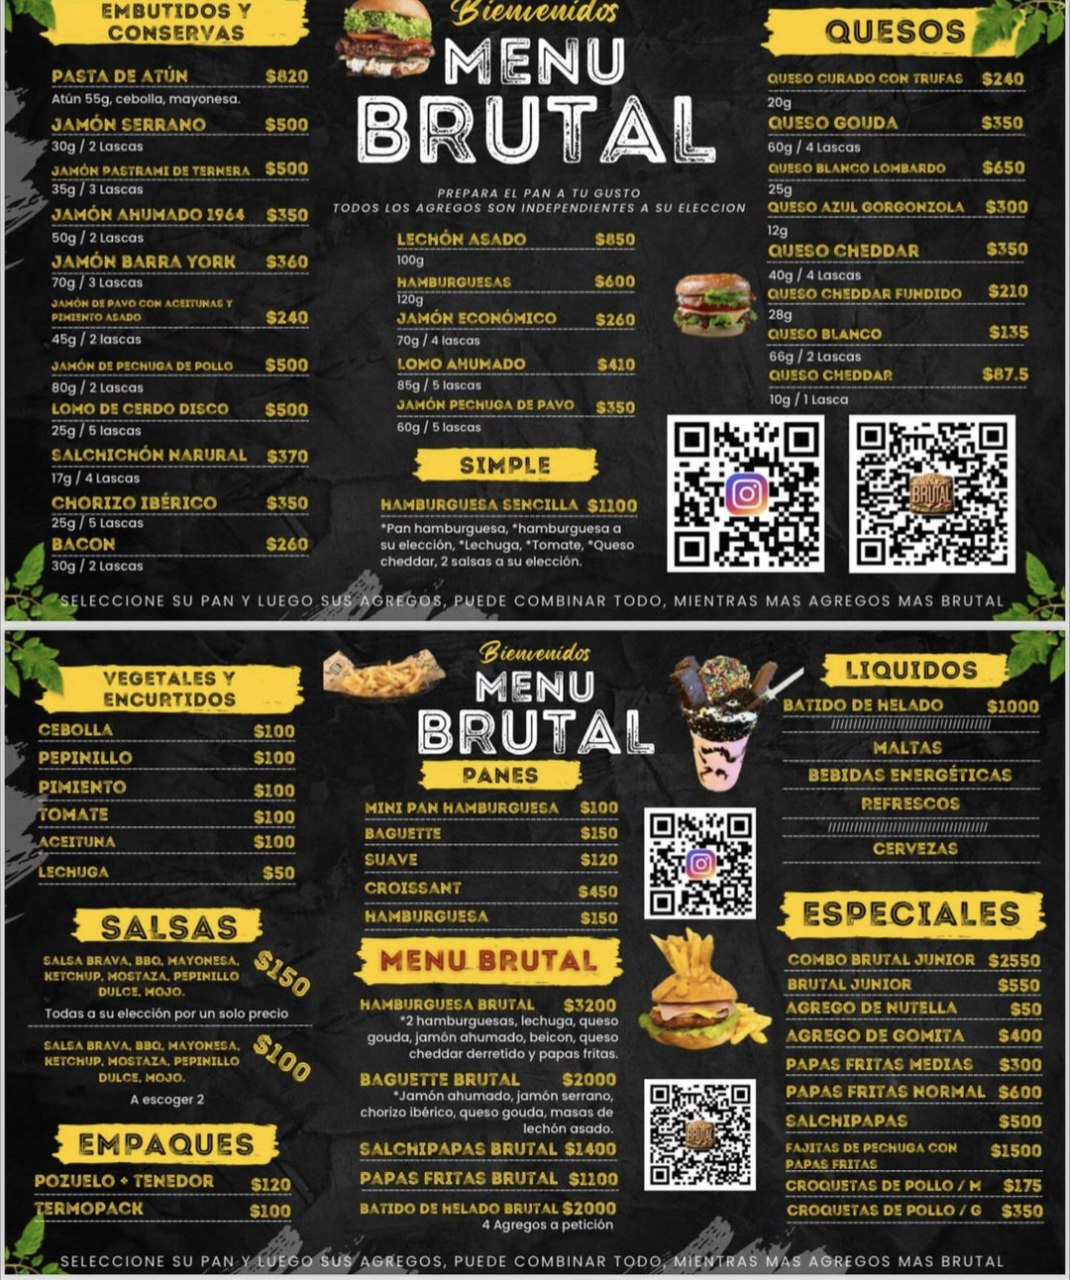 EMBUTIDOS Y
CONSERVAS
PASTA DE ATÚN $820
Atún 55g, cebolla, mayonesa.
JAMÓN SERRANO $500
30g / 2 Lascas
JAMÓN PASTRAMI DE TERNERA $500
35g / 3 Lascas
JAMÓN AHUMADO 1964 $350
50g / 2 Lascas
JAMÓN BARRA YORK $360
70g / 3 Lascas
JAMÓN DE PAVO CON ACEITUNAS Y
PIMIENTO ASADO $240
45g / 2 lascas
JAMÓN DE PECHUGA DE POLLO $500
80g / 2 Lascas
LOMO DE CERDO DISCO $500
25g / 5 lascas
SALCHICHÓN NARURAL $370
17g / 4 Lascas
CHORIZO IBÉRICO $350
25g / 5 Lascas
BACON $260
30g / 2 Lascas
Bienvenidos
MENU
BRUTAL
PREPARA EL PAN A TU GUSTO
TODOS LOS AGREGOS SON INDEPENDIENTES A SU ELECCION
LECHÓN ASADO $850
100g
HAMBURGUESAS $600
120g
JAMÓN ECONÓMICO $260
70g / 4 lascas
LOMO AHUMADO $410
85g / 5 lascas
JAMÓN PECHUGA DE PAVO $350
60g / 5 lascas
SIMPLE
HAMBURGUESA SENCILLA $1100
*Pan hamburguesa, *hamburguesa a
su elección, *Lechuga, *Tomate, *Queso
cheddar, 2 salsas a su elección.
QUESOS
QUESO CURADO CON TRUFAS $240
20g
QUESO GOUDA $350
60g / 4 Lascas
QUESO BLANCO LOMBARDO $650
25g
QUESO AZUL GORGONZOLA $300
12g
QUESO CHEDDAR $350
40g / 4 Lascas
QUESO CHEDDAR FUNDIDO $210
28g
QUESO BLANCO $135
66g / 2 Lascas
QUESO CHEDDAR $87.5
10g / 1 Lasca
BRUTAL
SELECCIONE SU PAN Y LUEGO SUS AGREGOS, PUEDE COMBINAR TODO, MIENTRAS MAS AGREGOS MAS BRUTAL
VEGETALES Y
ENCURTIDOS
CEBOLLA $100
PEPINILLO $100
PIMIENTO $100
TOMATE $100
ACEITUNA $100
LECHUGA $50
SALSAS
SALSA BRAVA, BBQ, MAYONESA,
KETCHUP, MOSTAZA, PEPINILLO
DULCE, MOJO.
$150
Todas a su elección por un solo precio
SALSA BRAVA, BBQ, MAYONESA,
KETCHUP, MOSTAZA, PEPINILLO
DULCE, MOJO.
$100
A escoger 2
EMPAQUES
POZUELO + TENEDOR $120
TERMOPACK $100
Bienvenidos
MENU
BRUTAL
PANES
MINI PAN HAMBURGUESA $100
BAGUETTE $150
SUAVE $120
CROISSANT $450
HAMBURGUESA $150
MENU BRUTAL
HAMBURGUESA BRUTAL $3200
*2 hamburguesas, lechuga, queso
gouda, jamón ahumado, beicon, queso
cheddar derretido y papas fritas.
BAGUETTE BRUTAL $2000
*Jamón ahumado, jamón serrano,
chorizo ibérico, queso gouda, masas de
lechón asado.
SALCHIPAPAS BRUTAL $1400
PAPAS FRITAS BRUTAL $1100
BATIDO DE HELADO BRUTAL $2000
4 Agregos a petición
BRUTAL
LIQUIDOS
BATIDO DE HELADO $1000
MALTAS
BEBIDAS ENERGÉTICAS
REFRESCOS
CERVEZAS
ESPECIALES
COMBO BRUTAL JUNIOR $2550
BRUTAL JUNIOR $550
AGREGO DE NUTELLA $50
AGREGO DE GOMITA $400
PAPAS FRITAS MEDIAS $300
PAPAS FRITAS NORMAL $600
SALCHIPAPAS $500
FAJITAS DE PECHUGA CON
PAPAS FRITAS $1500
CROQUETAS DE POLLO / M $175
CROQUETAS DE POLLO / G $350
SELECCIONE SU PAN Y LUEGO SUS AGREGOS, PUEDE COMBINAR TODO, MIENTRAS MAS AGREGOS MAS BRUTAL